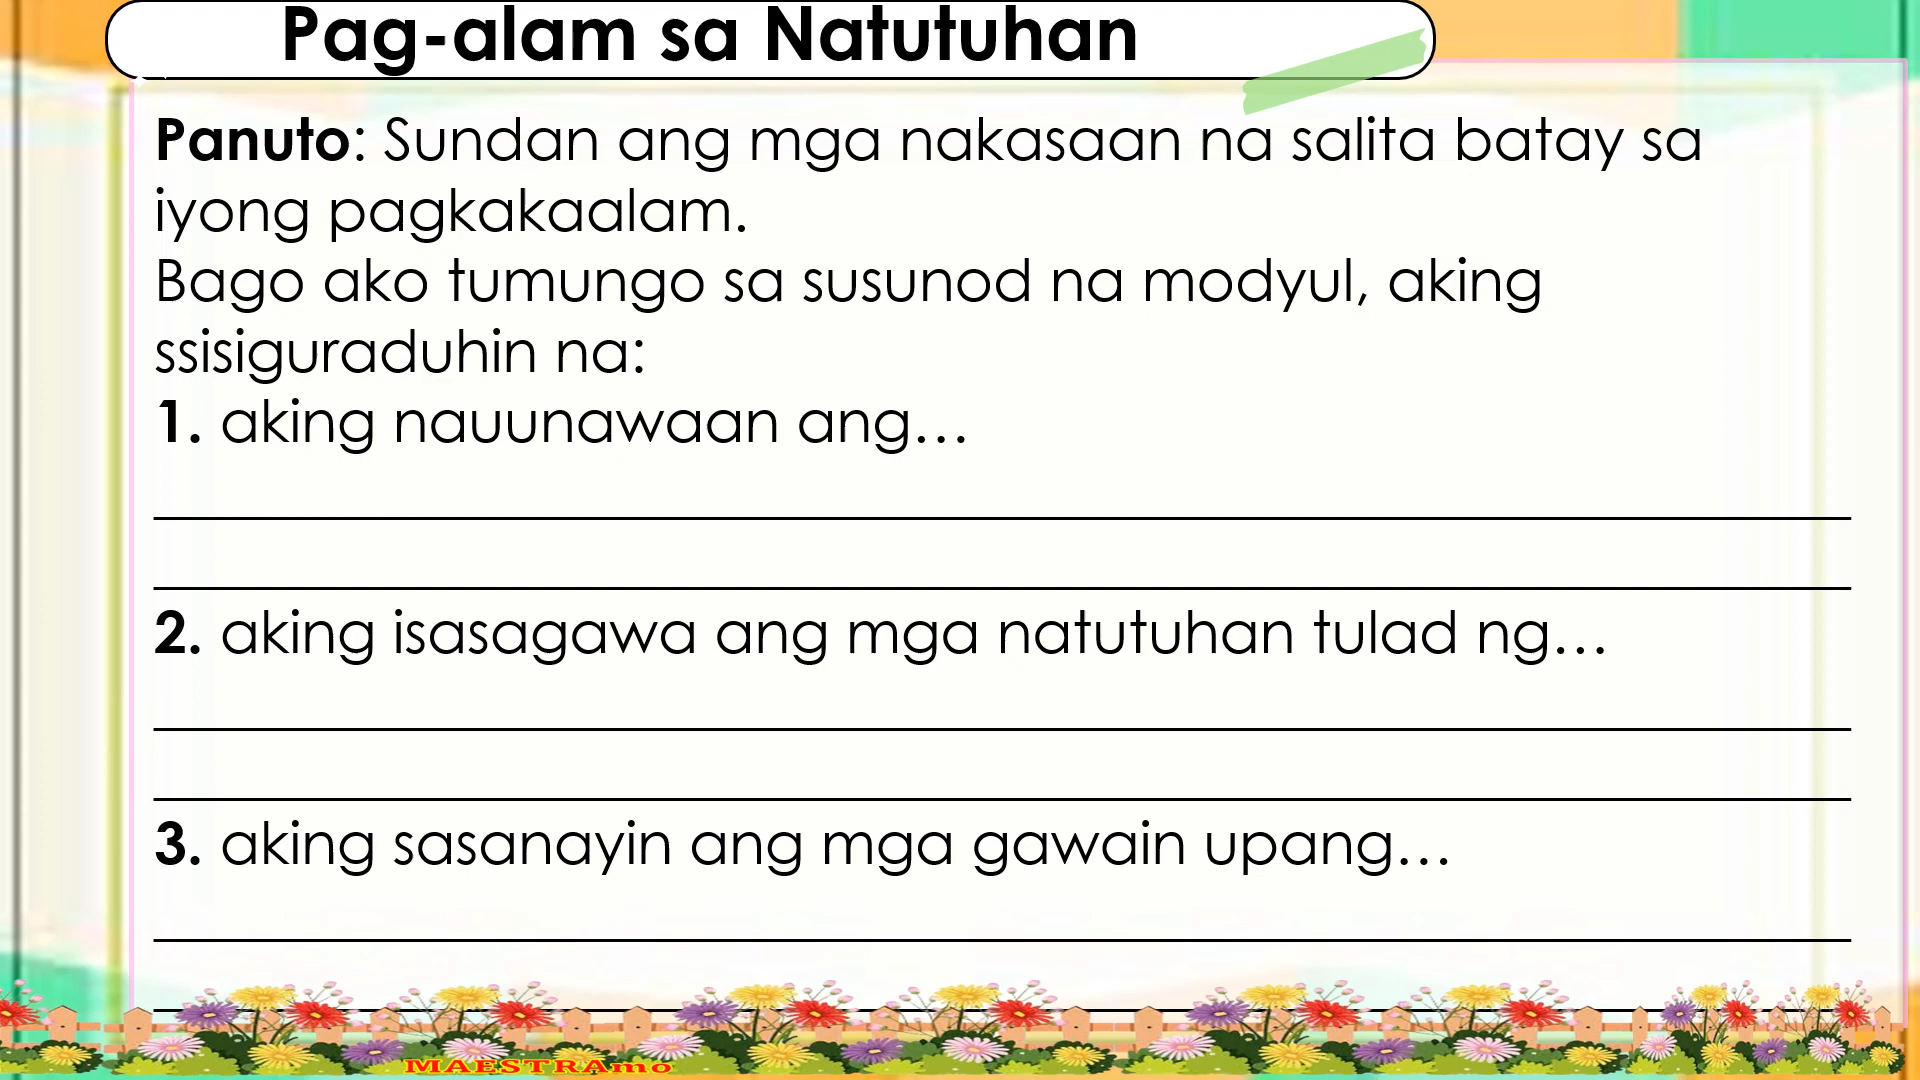 Pag-alam sa Natutuhan
Panuto: Sundan ang mga nakasaan na salita batay sa
iyong pagkakaalam.
Bago ako tumungo sa susunod na modyul, aking
ssisiguraduhin na:
1. aking nauunawaan ang…
2. aking isasagawa ang mga natutuhan tulad ng…
3. aking sasanayin ang mga gawain upang…
MAESTRAmo